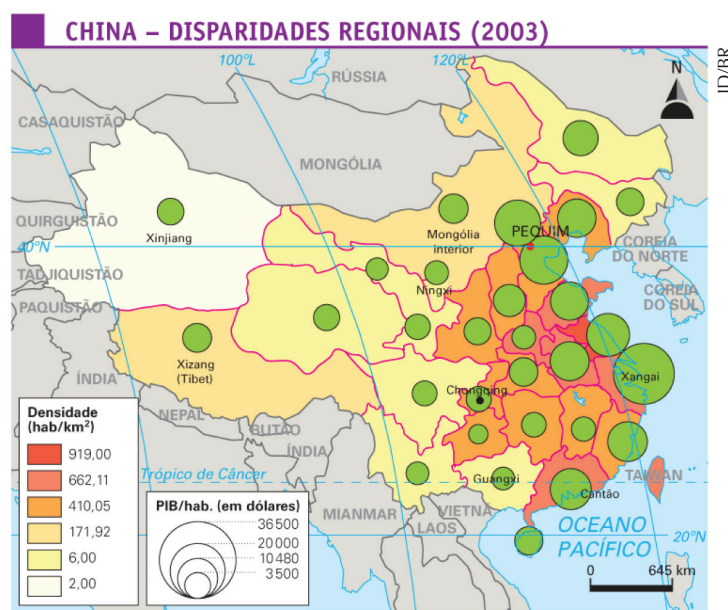 CHINA – DISPARIDADES REGIONAIS (2003)
ID/BR
100°L
120°L
N
RÚSSIA
CASAQUISTÃO
MONGÓLIA
QUIRGUISTÃO
Xinjiang
Mongólia
interior
PEQUIM
40°N
COREIA
DO NORTE
TADJIQUISTÃO
Ningxi
PAQUISTÃO
COREIA
DO SUL
Xizang
(Tibet)
ÍNDIA
Xangai
Chongqing
NEPAL
BUTÃO
ÍNDIA
Trópico de Câncer
Guangxi
TAIWAN
Cantão
MIANMAR
VIETNÃ
LAOS
OCEANO
PACÍFICO
20°N
0 645 km
Densidade
(hab/km²)
919,00
662,11
410,05
171,92
6,00
2,00
PIB/hab. (em dólares)
36 500
20 000
10 480
3 500